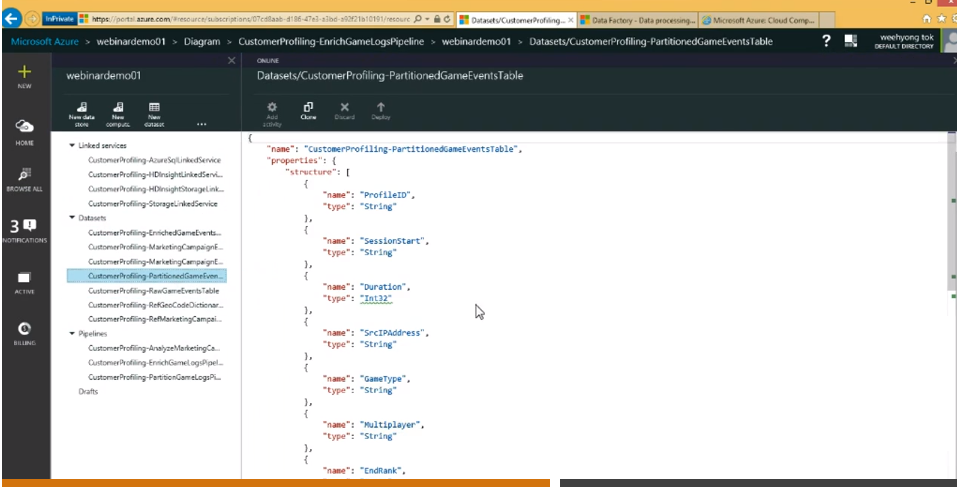 InPrivate https://portal.azure.com/#resource/subscriptions/07cd8aab-d186-47e3-a3bd-a92f21b10191/resourc
Datasets/CustomerProfiling-...
Data Factory - Data processing...
Microsoft Azure: Cloud Comp...
Microsoft Azure > webinardemo01 > Diagram > CustomerProfiling-EnrichGameLogsPipeline > webinardemo01 > Datasets/CustomerProfiling-PartitionedGameEventsTable
?
weehyong tok
DEFAULT DIRECTORY
NEW
HOME
BROWSE ALL
3
NOTIFICATIONS
ACTIVE
BILLING
webinardemo01
New data store
New compute
New dataset
...
Linked services
CustomerProfiling-AzureSqlLinkedService
CustomerProfiling-HDInsightLinkedServi...
CustomerProfiling-HDInsightStorageLink...
CustomerProfiling-StorageLinkedService
Datasets
CustomerProfiling-EnrichedGameEvents...
CustomerProfiling-MarketingCampaignE...
CustomerProfiling-MarketingCampaignE...
CustomerProfiling-PartitionedGameEven...
CustomerProfiling-RawGameEventsTable
CustomerProfiling-RefGeoCodeDictionar...
CustomerProfiling-RefMarketingCampai...
Pipelines
CustomerProfiling-AnalyzeMarketingCa...
CustomerProfiling-EnrichGameLogsPipel...
CustomerProfiling-PartitionGameLogsPi...
Drafts
ONLINE
Datasets/CustomerProfiling-PartitionedGameEventsTable
Add activity
Clone
Discard
Deploy
{
"name": "CustomerProfiling-PartitionedGameEventsTable",
"properties": {
"structure": [
{
"name": "ProfileID",
"type": "String"
},
{
"name": "SessionStart",
"type": "String"
},
{
"name": "Duration",
"type": "Int32"
},
{
"name": "SrcIPAddress",
"type": "String"
},
{
"name": "GameType",
"type": "String"
},
{
"name": "Multiplayer",
"type": "String"
},
{
"name": "EndRank",